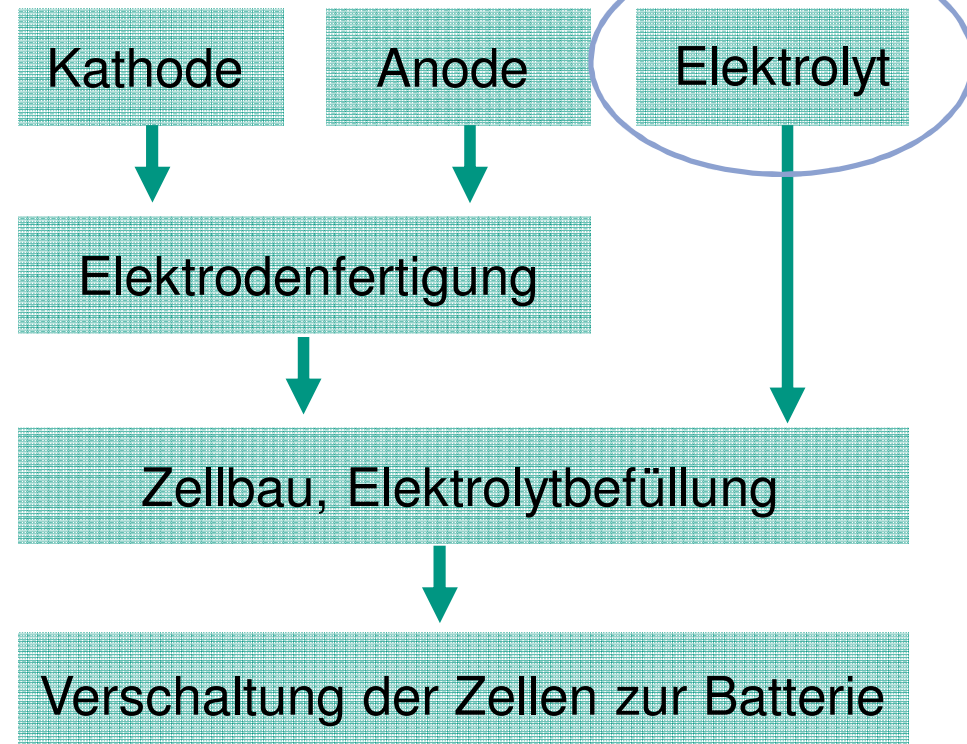 Kathode
Anode
Elektrolyt
Elektrodenfertigung
Zellbau, Elektrolytbefüllung
Verschaltung der Zellen zur Batterie